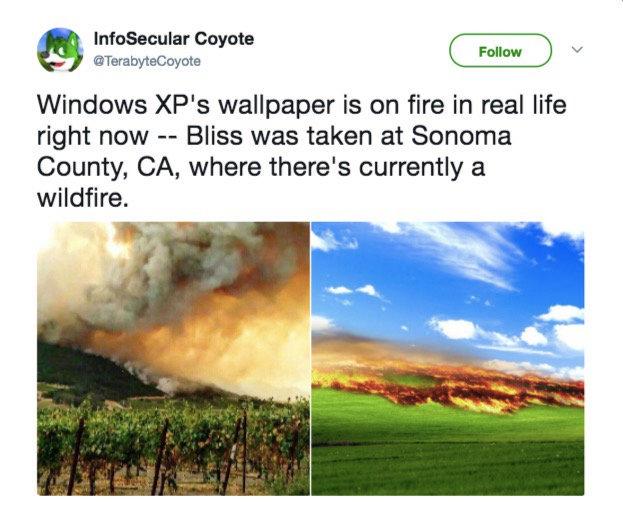 InfoSecular Coyote
@TerabyteCoyote
Follow
Windows XP's wallpaper is on fire in real life
right now -- Bliss was taken at Sonoma
County, CA, where there's currently a
wildfire.